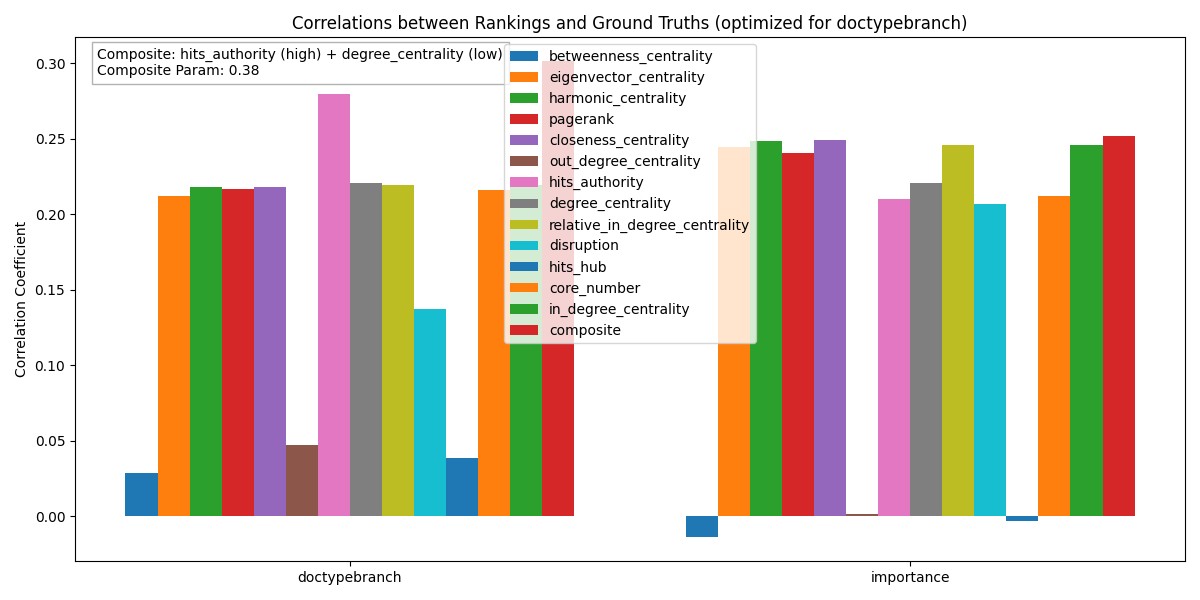 Correlations between Rankings and Ground Truths (optimized for doctypebranch)
Composite: hits_authority (high) + degree_centrality (low)
Composite Param: 0.38
betweenness_centrality
eigenvector_centrality
harmonic_centrality
pagerank
closeness_centrality
out_degree_centrality
hits_authority
degree_centrality
relative_in_degree_centrality
disruption
hits_hub
core_number
in_degree_centrality
composite
Correlation Coefficient
0.30
0.25
0.20
0.15
0.10
0.05
0.00
doctypebranch
importance